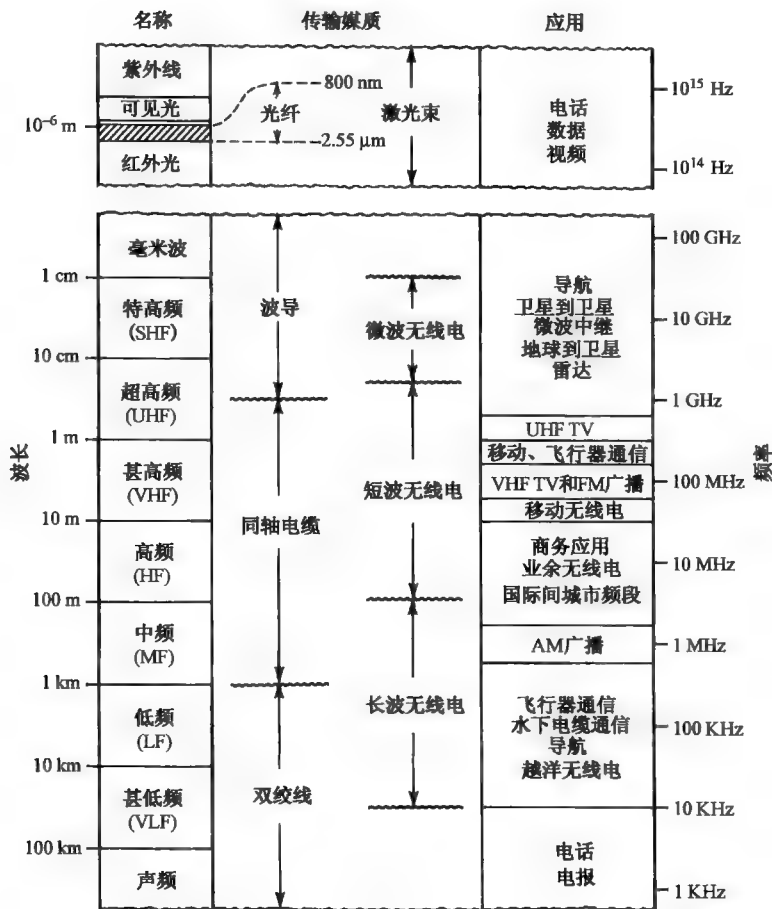 名称 传输媒质 应用
紫外线
可见光
红外光
10⁻⁶ m
800 nm
光纤
2.55 μm
激光束
电话
数据
视频
10¹⁵ Hz
10¹⁴ Hz
波长
1 cm
10 cm
1 m
10 m
100 m
1 km
10 km
100 km
毫米波
特高频
(SHF)
超高频
(UHF)
甚高频
(VHF)
高频
(HF)
中频
(MF)
低频
(LF)
甚低频
(VLF)
声频
波导
同轴电缆
双绞线
微波无线电
短波无线电
长波无线电
导航
卫星到卫星
微波中继
地球到卫星
雷达
UHF TV
移动、飞行器通信
VHF TV和FM广播
移动无线电
商务应用
业余无线电
国际间城市频段
AM广播
飞行器通信
水下电缆通信
导航
越洋无线电
电话
电报
100 GHz
10 GHz
1 GHz
100 MHz
10 MHz
1 MHz
100 KHz
10 KHz
1 KHz
频率